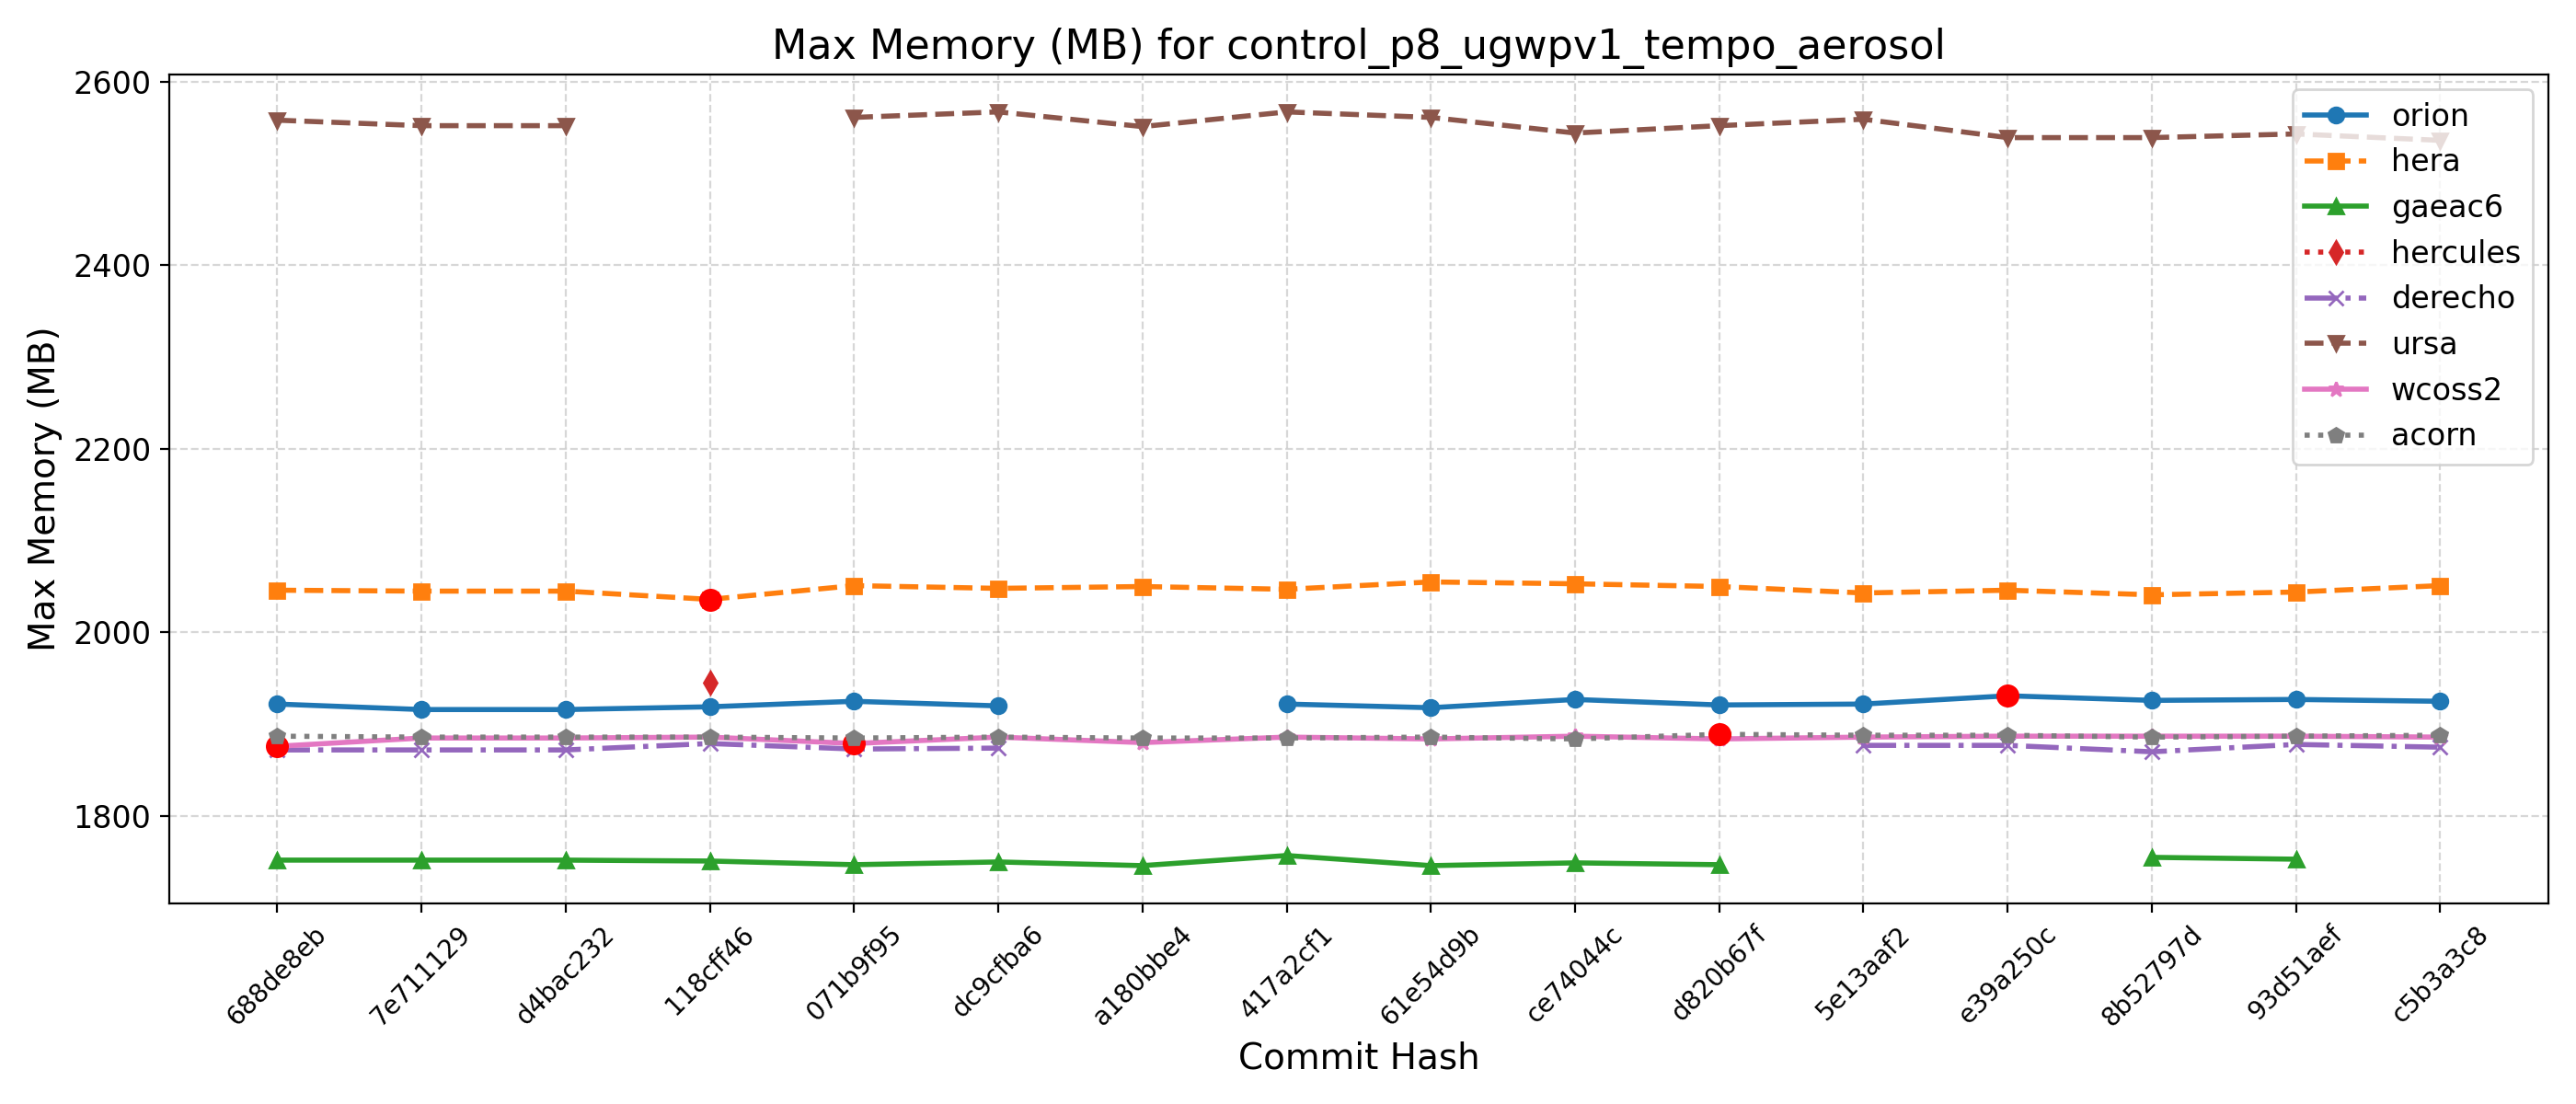 Max Memory (MB) for control_p8_ugwpv1_tempo_aerosol
Max Memory (MB)
2600
2400
2200
2000
1800
orion
hera
gaeac6
hercules
derecho
ursa
wcoss2
acorn
688de8eb
7e711129
d4bac232
118cff46
071b9f95
dc9cfba6
a180bbe4
417a2cf1
61e54d9b
ce74044c
d820b67f
5e13aaf2
e39a250c
8b52797d
93d51aef
c5b3a3c8
Commit Hash